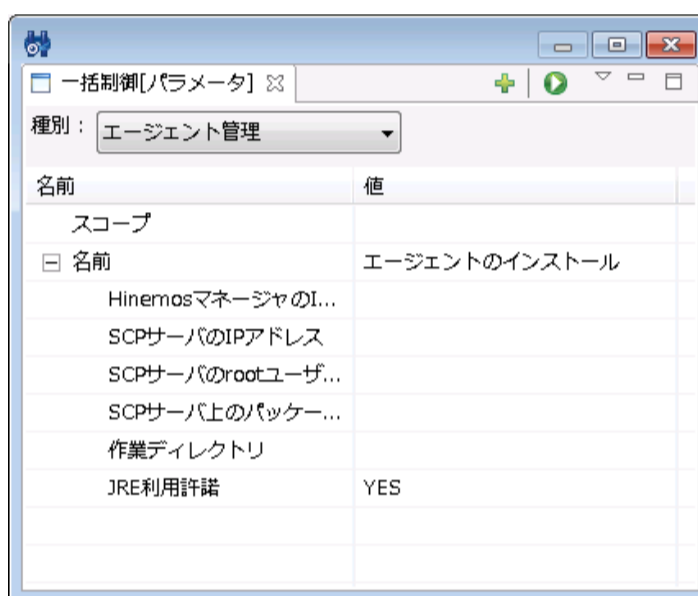 一括制御[パラメータ]
種別：エージェント管理
名前 値
スコープ
名前 エージェントのインストール
HinemosマネージャのI...
SCPサーバのIPアドレス
SCPサーバのrootユーザ...
SCPサーバ上のパッケー...
作業ディレクトリ
JRE利用許諾 YES